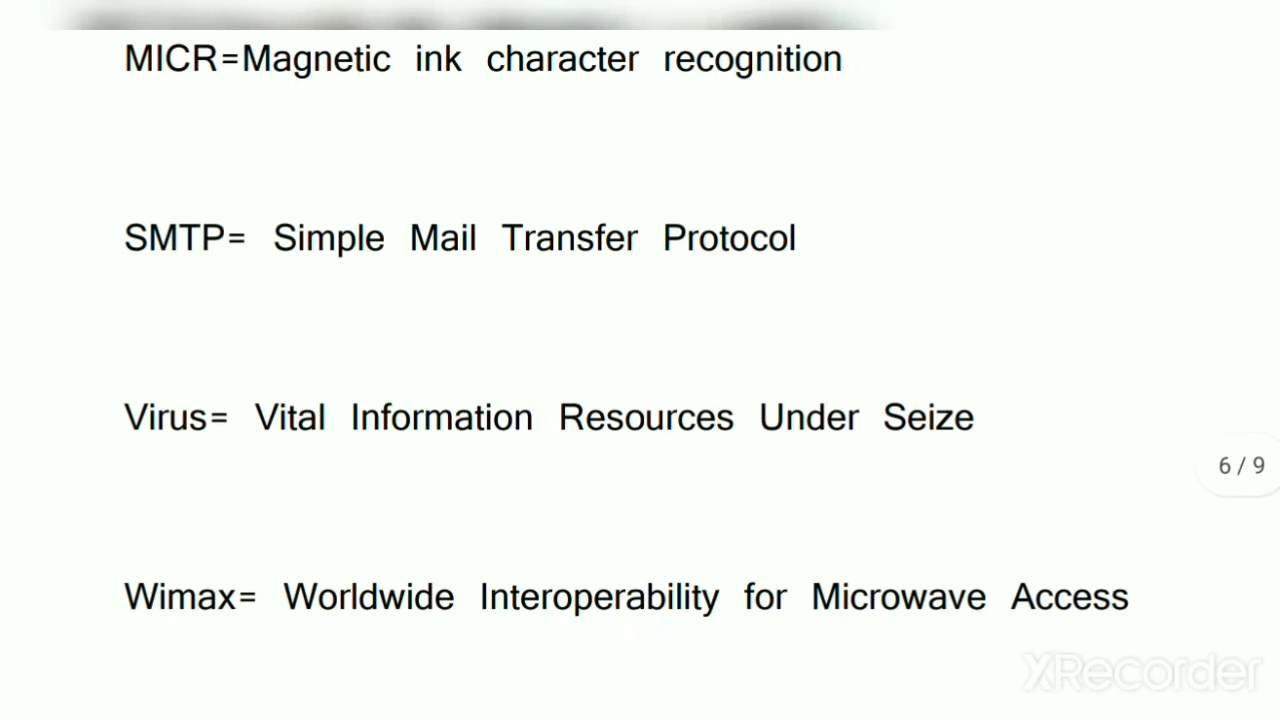 MICR=Magnetic ink character recognition
SMTP= Simple Mail Transfer Protocol
Virus= Vital Information Resources Under Seize
6 / 9
Wimax= Worldwide Interoperability for Microwave Access
XRecorder